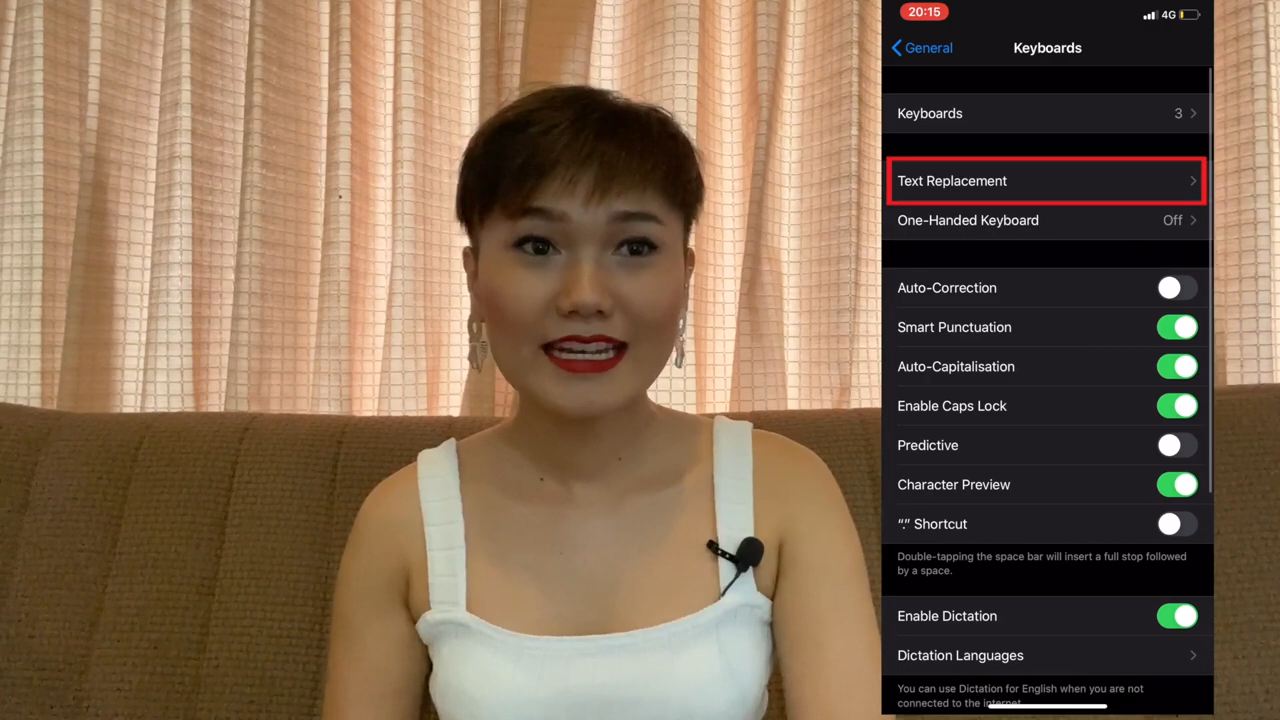 20:15
4G
General
Keyboards
Keyboards 3
Text Replacement
One-Handed Keyboard Off
Auto-Correction
Smart Punctuation
Auto-Capitalisation
Enable Caps Lock
Predictive
Character Preview
“.” Shortcut
Double-tapping the space bar will insert a full stop followed
by a space.
Enable Dictation
Dictation Languages
You can use Dictation for English when you are not
connected to the internet.